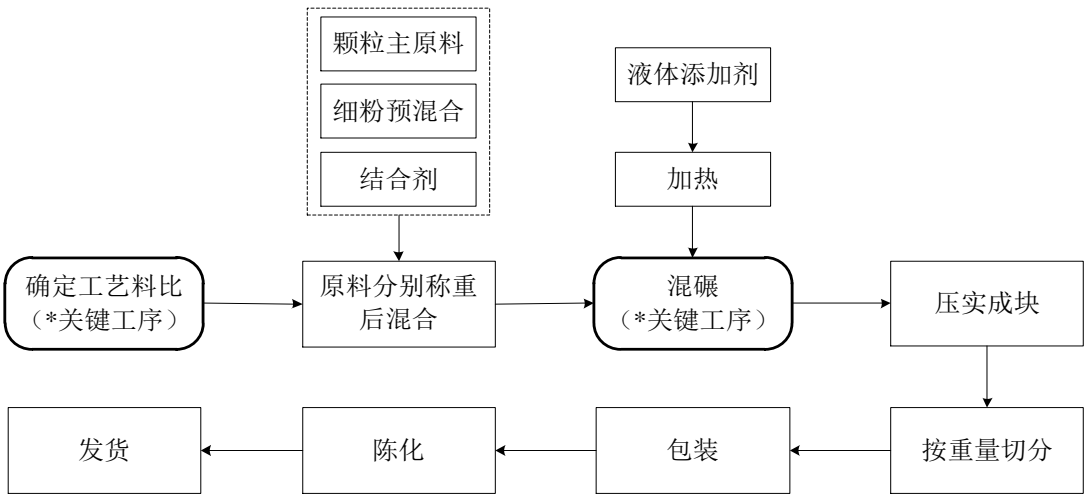 颗粒主原料
细粉预混合
结合剂
液体添加剂
加热
确定工艺料比
（*关键工序）
原料分别称重
后混合
混碾
（*关键工序）
压实成块
发货
陈化
包装
按重量切分